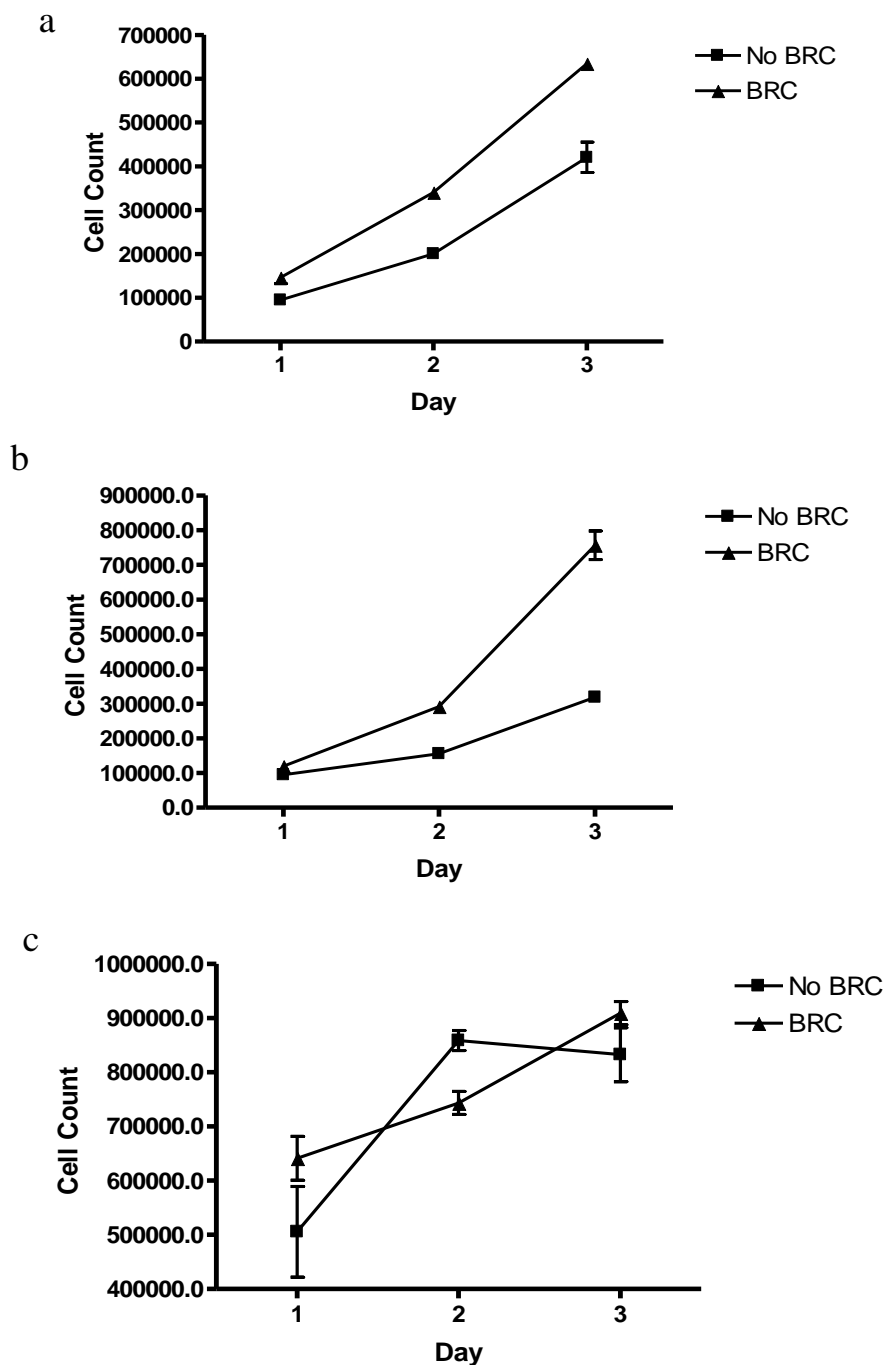 a
700000
600000
500000
400000
300000
200000
100000
0
1 2 3
Cell Count
Day
No BRC
BRC
b
900000.0
800000.0
700000.0
600000.0
500000.0
400000.0
300000.0
200000.0
100000.0
0.0
1 2 3
Cell Count
Day
No BRC
BRC
c
1000000.0
900000.0
800000.0
700000.0
600000.0
500000.0
400000.0
1 2 3
Cell Count
Day
No BRC
BRC